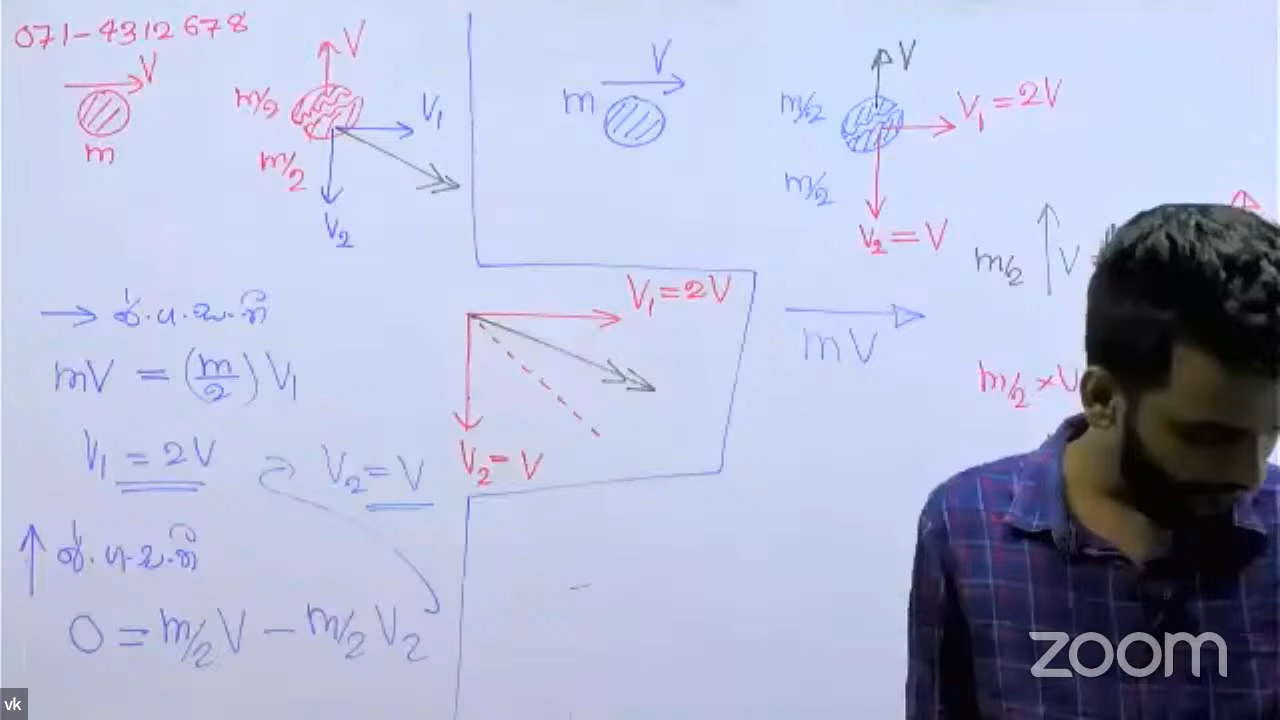 071-4312678
V
m
V
m/2
V₁
m/2
V₂
→
mV = (m/2) V₁
V₁ = 2V
V₂ = V
↑
0 = m/2 V − m/2 V₂
V
m
V₁ = 2V
V₂ = V
V
m/2
V₁ = 2V
m/2
V₂ = V
m/2 V
mV
m/2 × V
zoom
vk